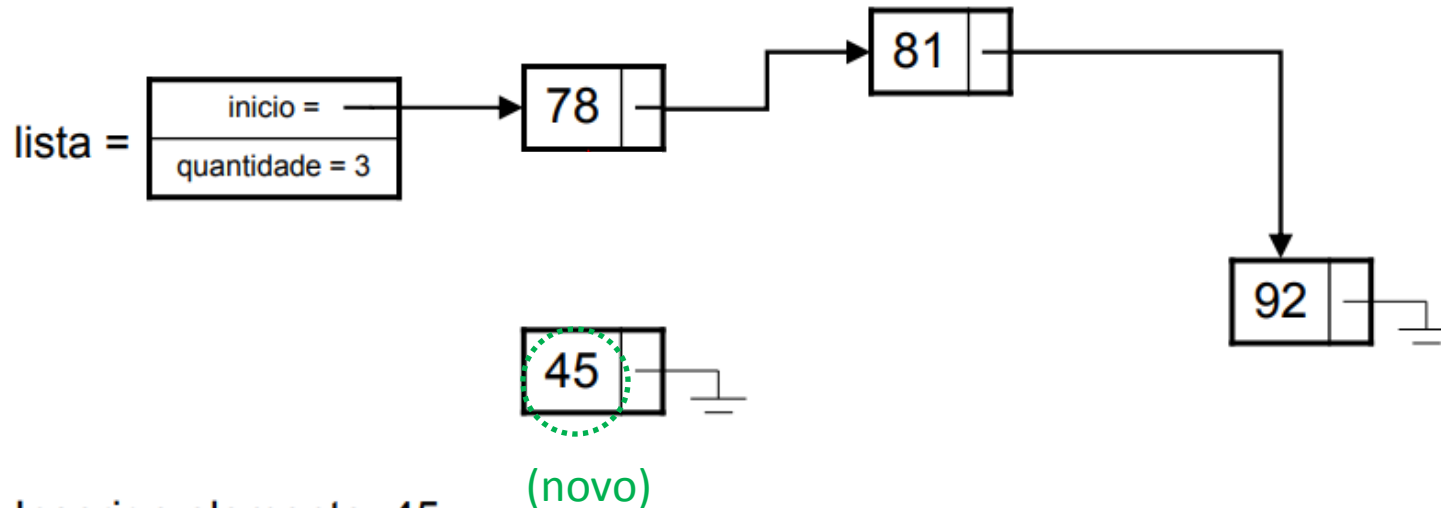 lista =
inicio =
quantidade = 3
78
81
92
45
(novo)